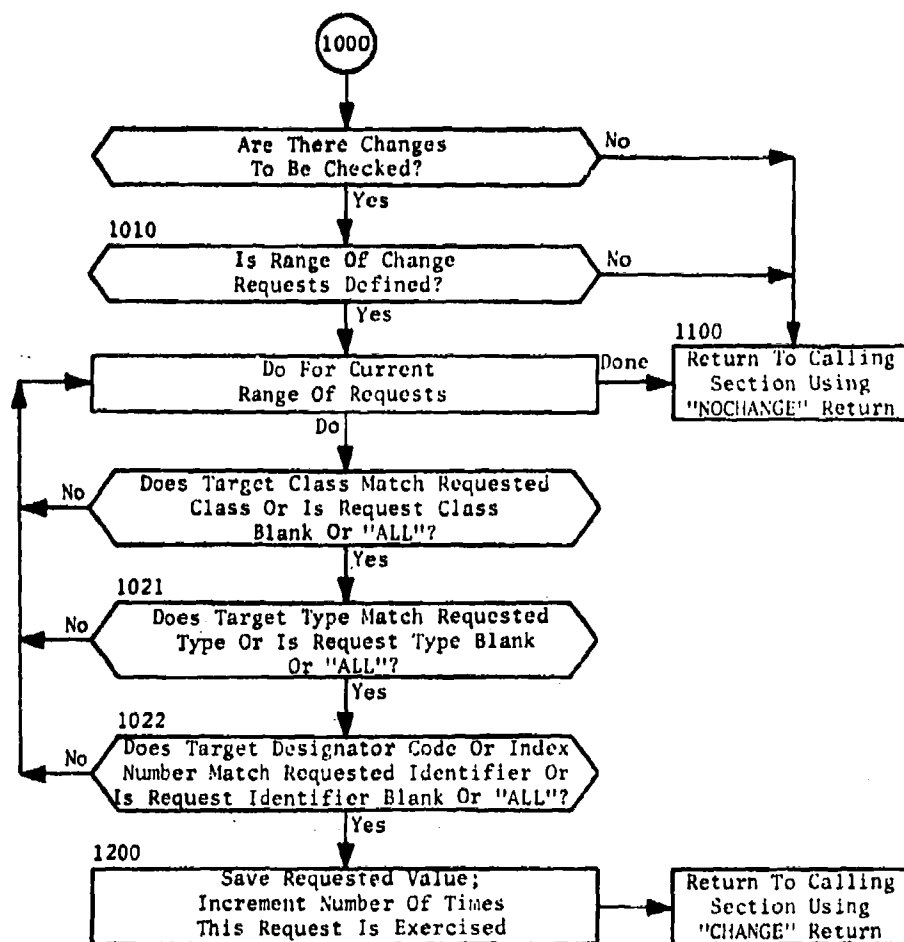 1000
Are There Changes
To Be Checked?
No
Yes
1010
Is Range Of Change
Requests Defined?
No
Yes
Do For Current
Range Of Requests
Done
1100
Return To Calling
Section Using
"NOCHANGE" Return
Do
Does Target Class Match Requested
Class Or Is Request Class
Blank Or "ALL"?
No
Yes
1021
Does Target Type Match Requested
Type Or Is Request Type Blank
Or "ALL"?
No
Yes
1022
Does Target Designator Code Or Index
Number Match Requested Identifier Or
Is Request Identifier Blank Or "ALL"?
No
Yes
1200
Save Requested Value;
Increment Number Of Times
This Request Is Exercised
Return To Calling
Section Using
"CHANGE" Return